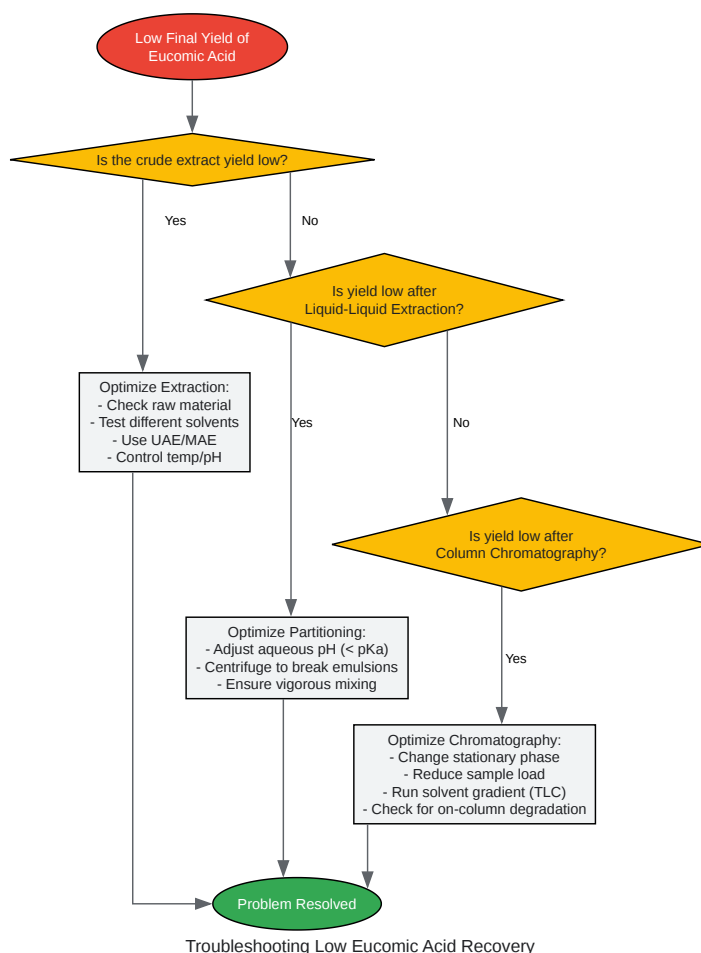 Low Final Yield of
Eucomic Acid
Is the crude extract yield low?
Yes
No
Is yield low after
Liquid-Liquid Extraction?
Optimize Extraction:
- Check raw material
- Test different solvents
- Use UAE/MAE
- Control temp/pH
Yes
No
Is yield low after
Column Chromatography?
Optimize Partitioning:
- Adjust aqueous pH (< pKa)
- Centrifuge to break emulsions
- Ensure vigorous mixing
Yes
Optimize Chromatography:
- Change stationary phase
- Reduce sample load
- Run solvent gradient (TLC)
- Check for on-column degradation
Problem Resolved
Troubleshooting Low Eucomic Acid Recovery